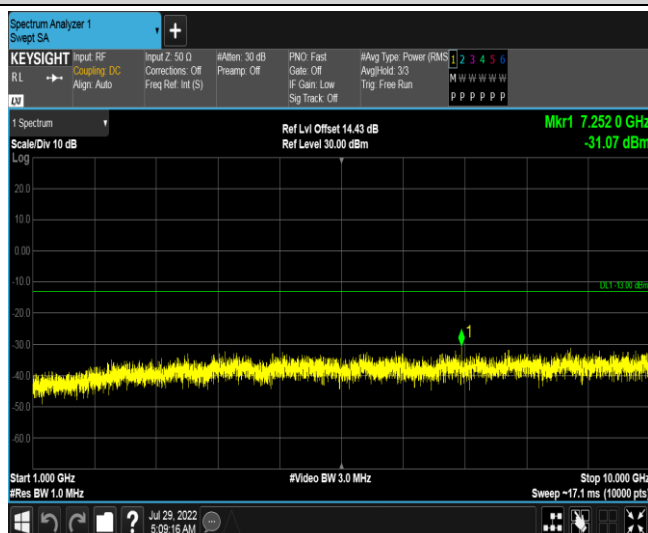 Spectrum Analyzer 1
Swept SA
+
KEYSIGHT
RL
LXI
Input: RF
Coupling: DC
Align: Auto
Input Z: 50 Ω
Corrections: Off
Freq Ref: Int (S)
#Atten: 30 dB
Preamp: Off
PNO: Fast
Gate: Off
IF Gain: Low
Sig Track: Off
#Avg Type: Power (RMS
Avg|Hold: 3/3
Trig: Free Run
1 2 3 4 5 6
M W W W W W
P P P P P P
1 Spectrum
Scale/Div 10 dB
Log
Ref Lvl Offset 14.43 dB
Ref Level 30.00 dBm
Mkr1 7.252 0 GHz
-31.07 dBm
20.0
10.0
0.00
-10.0
DL1 -13.00 dBm
-20.0
-30.0
1
-40.0
-50.0
-60.0
Start 1.000 GHz
#Res BW 1.0 MHz
#Video BW 3.0 MHz
Stop 10.000 GHz
Sweep ~17.1 ms (10000 pts)
?
Jul 29, 2022
5:09:16 AM